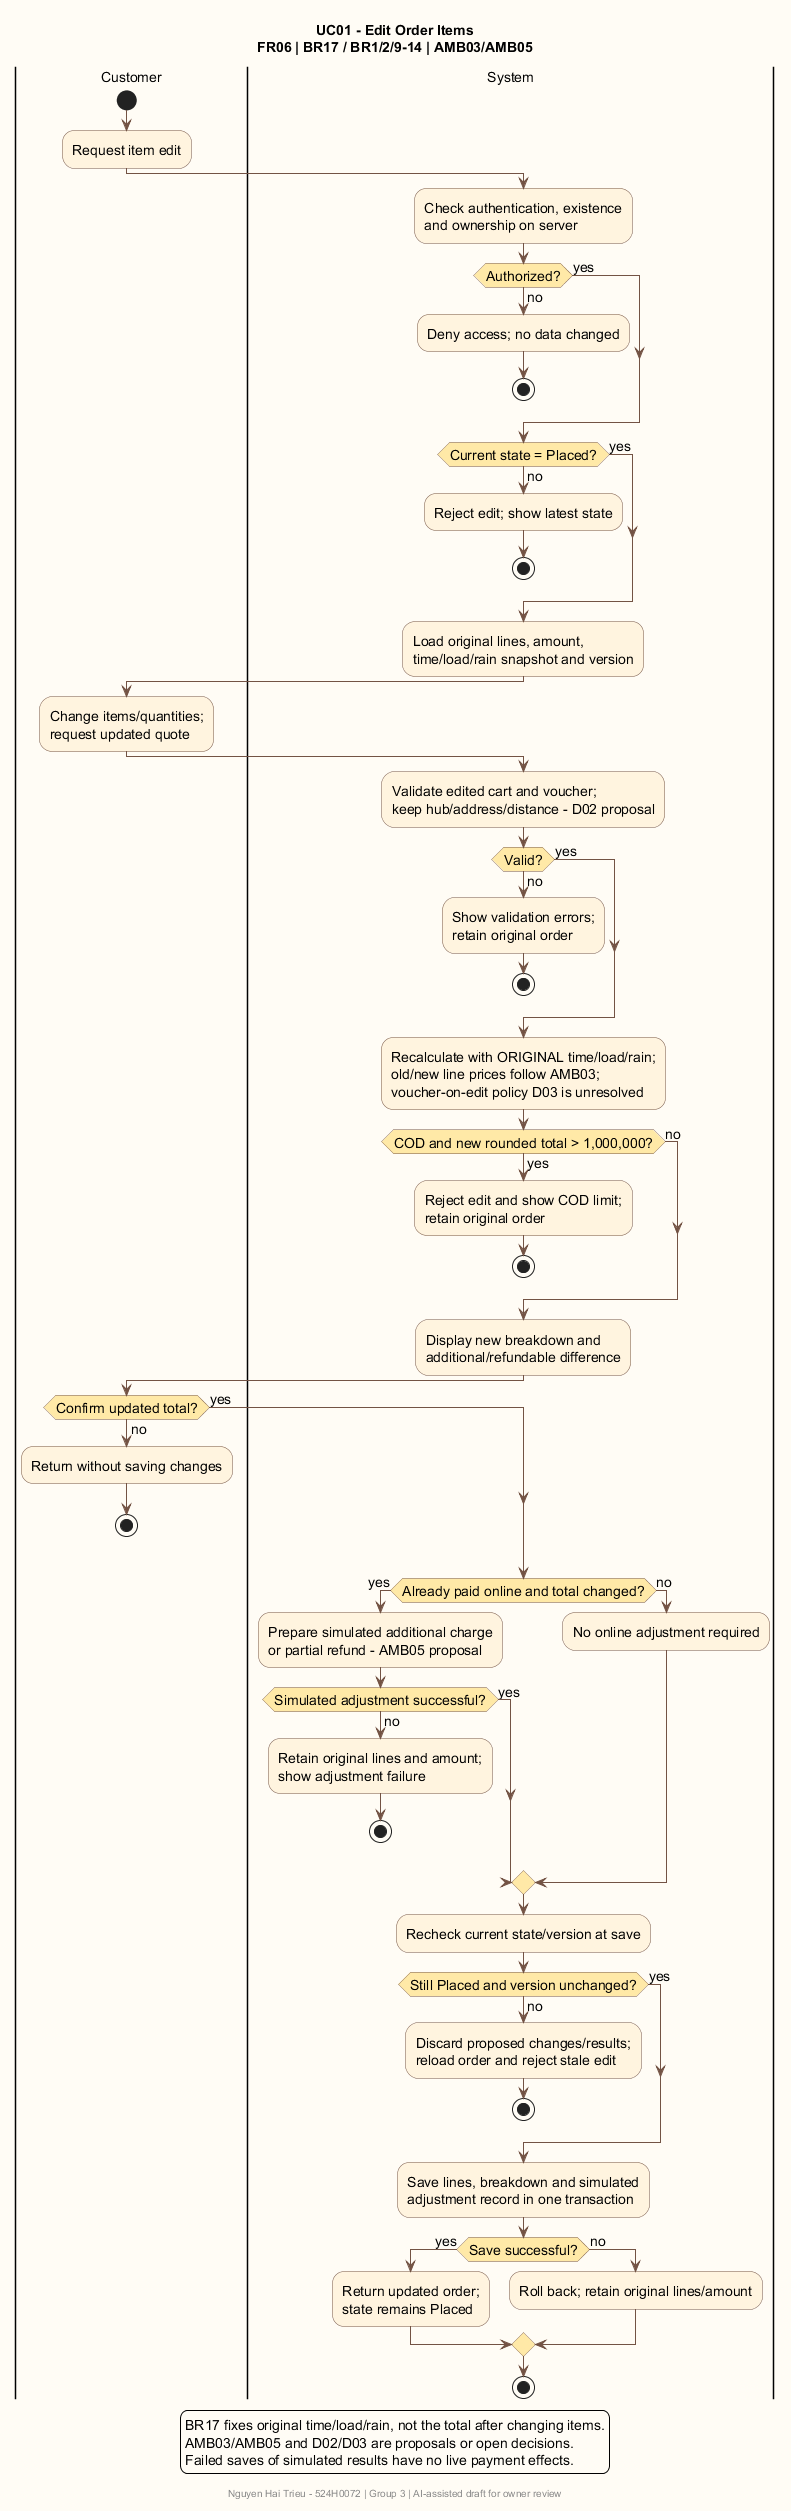 UC01 - Edit Order Items
FR06 | BR17 / BR1/2/9-14 | AMB03/AMB05
Customer
System
Request item edit
Check authentication, existence
and ownership on server
Authorized?
yes
no
Deny access; no data changed
Current state = Placed?
yes
no
Reject edit; show latest state
Load original lines, amount,
time/load/rain snapshot and version
Change items/quantities;
request updated quote
Validate edited cart and voucher;
keep hub/address/distance - D02 proposal
Valid?
yes
no
Show validation errors;
retain original order
Recalculate with ORIGINAL time/load/rain;
old/new line prices follow AMB03;
voucher-on-edit policy D03 is unresolved
COD and new rounded total > 1,000,000?
no
yes
Reject edit and show COD limit;
retain original order
Display new breakdown and
additional/refundable difference
Confirm updated total?
yes
no
Return without saving changes
yes
Already paid online and total changed?
no
Prepare simulated additional charge
or partial refund - AMB05 proposal
No online adjustment required
Simulated adjustment successful?
yes
no
Retain original lines and amount;
show adjustment failure
Recheck current state/version at save
Still Placed and version unchanged?
yes
no
Discard proposed changes/results;
reload order and reject stale edit
Save lines, breakdown and simulated
adjustment record in one transaction
yes
Save successful?
no
Return updated order;
state remains Placed
Roll back; retain original lines/amount
BR17 fixes original time/load/rain, not the total after changing items.
AMB03/AMB05 and D02/D03 are proposals or open decisions.
Failed saves of simulated results have no live payment effects.
Nguyen Hai Trieu - 524H0072 | Group 3 | AI-assisted draft for owner review